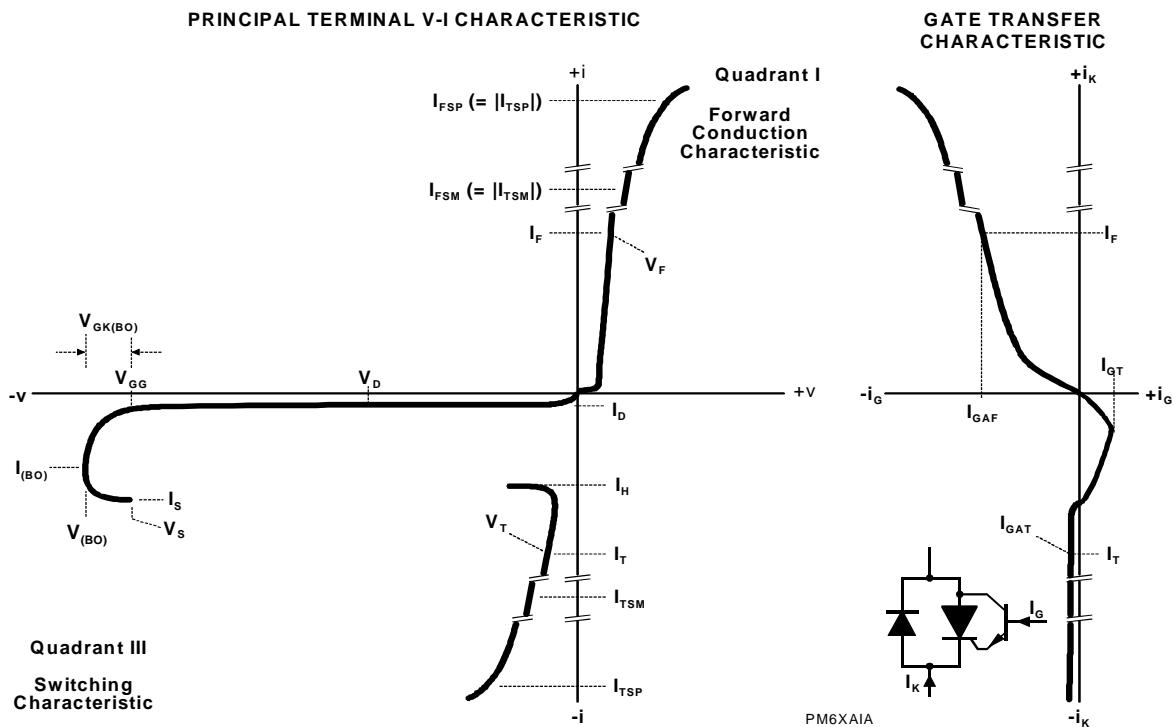 PRINCIPAL TERMINAL V-I CHARACTERISTIC
GATE TRANSFER
CHARACTERISTIC
+i
Quadrant I
IFSP (= |ITSP|)
Forward
Conduction
Characteristic
IFSM (= |ITSM|)
IF
VF
VGK(BO)
VGG
VD
-v
+v
ID
I(BO)
IS
V(BO)
VS
IH
VT
IT
ITSM
ITSP
Quadrant III
Switching
Characteristic
-i
+iK
IF
IGT
-iG
+iG
IGAF
IGAT
IT
IG
IK
PM6XAIA
-iK